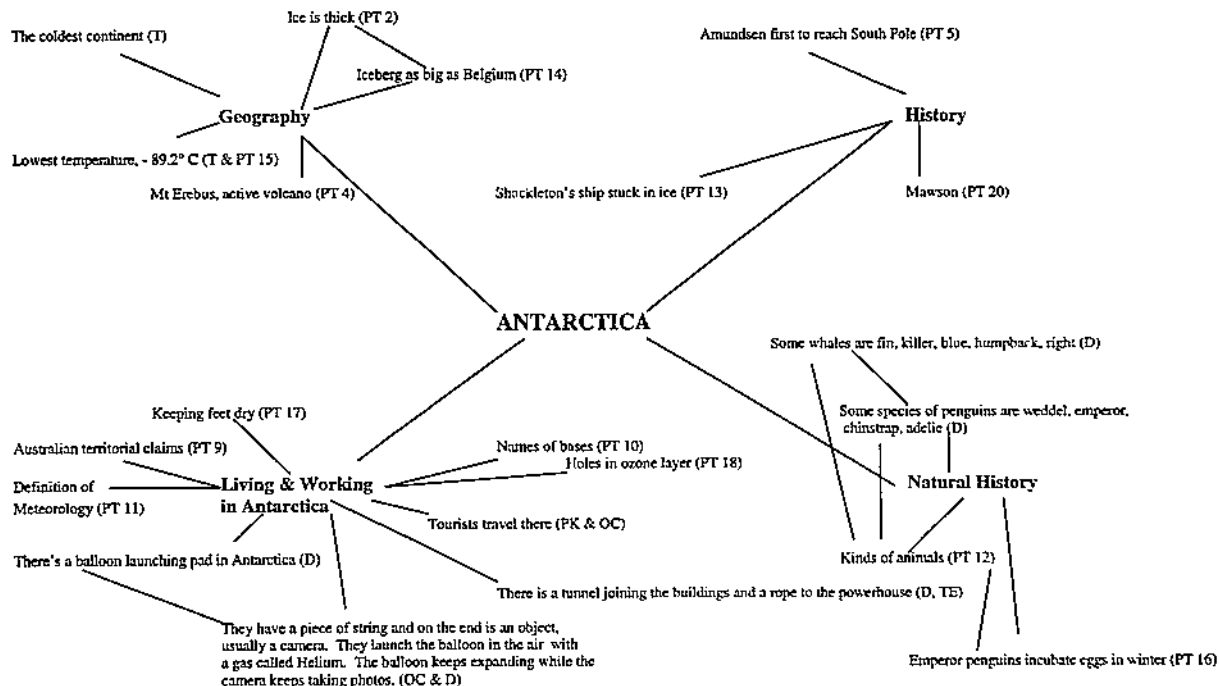 Ice is thick (PT 2)
The coldest continent (T)
Amundsen first to reach South Pole (PT 5)
Iceberg as big as Belgium (PT 14)
Geography
History
Lowest temperature, - 89.2° C (T & PT 15)
Mt Erebus, active volcano (PT 4)
Shackleton's ship stuck in ice (PT 13)
Mawson (PT 20)
ANTARCTICA
Some whales are fin, killer, blue, humpback, right (D)
Keeping feet dry (PT 17)
Some species of penguins are weddel, emperor,
chinstrap, adelie (D)
Australian territorial claims (PT 9)
Names of bases (PT 10)
Holes in ozone layer (PT 18)
Definition of
Meteorology (PT 11)
Living & Working
in Antarctica
Natural History
Tourists travel there (PK & OC)
There's a balloon launching pad in Antarctica (D)
Kinds of animals (PT 12)
There is a tunnel joining the buildings and a rope to the powerhouse (D, TE)
They have a piece of string and on the end is an object,
usually a camera. They launch the balloon in the air with
a gas called Helium. The balloon keeps expanding while the
camera keeps taking photos. (OC & D)
Emperor penguins incubate eggs in winter (PT 16)